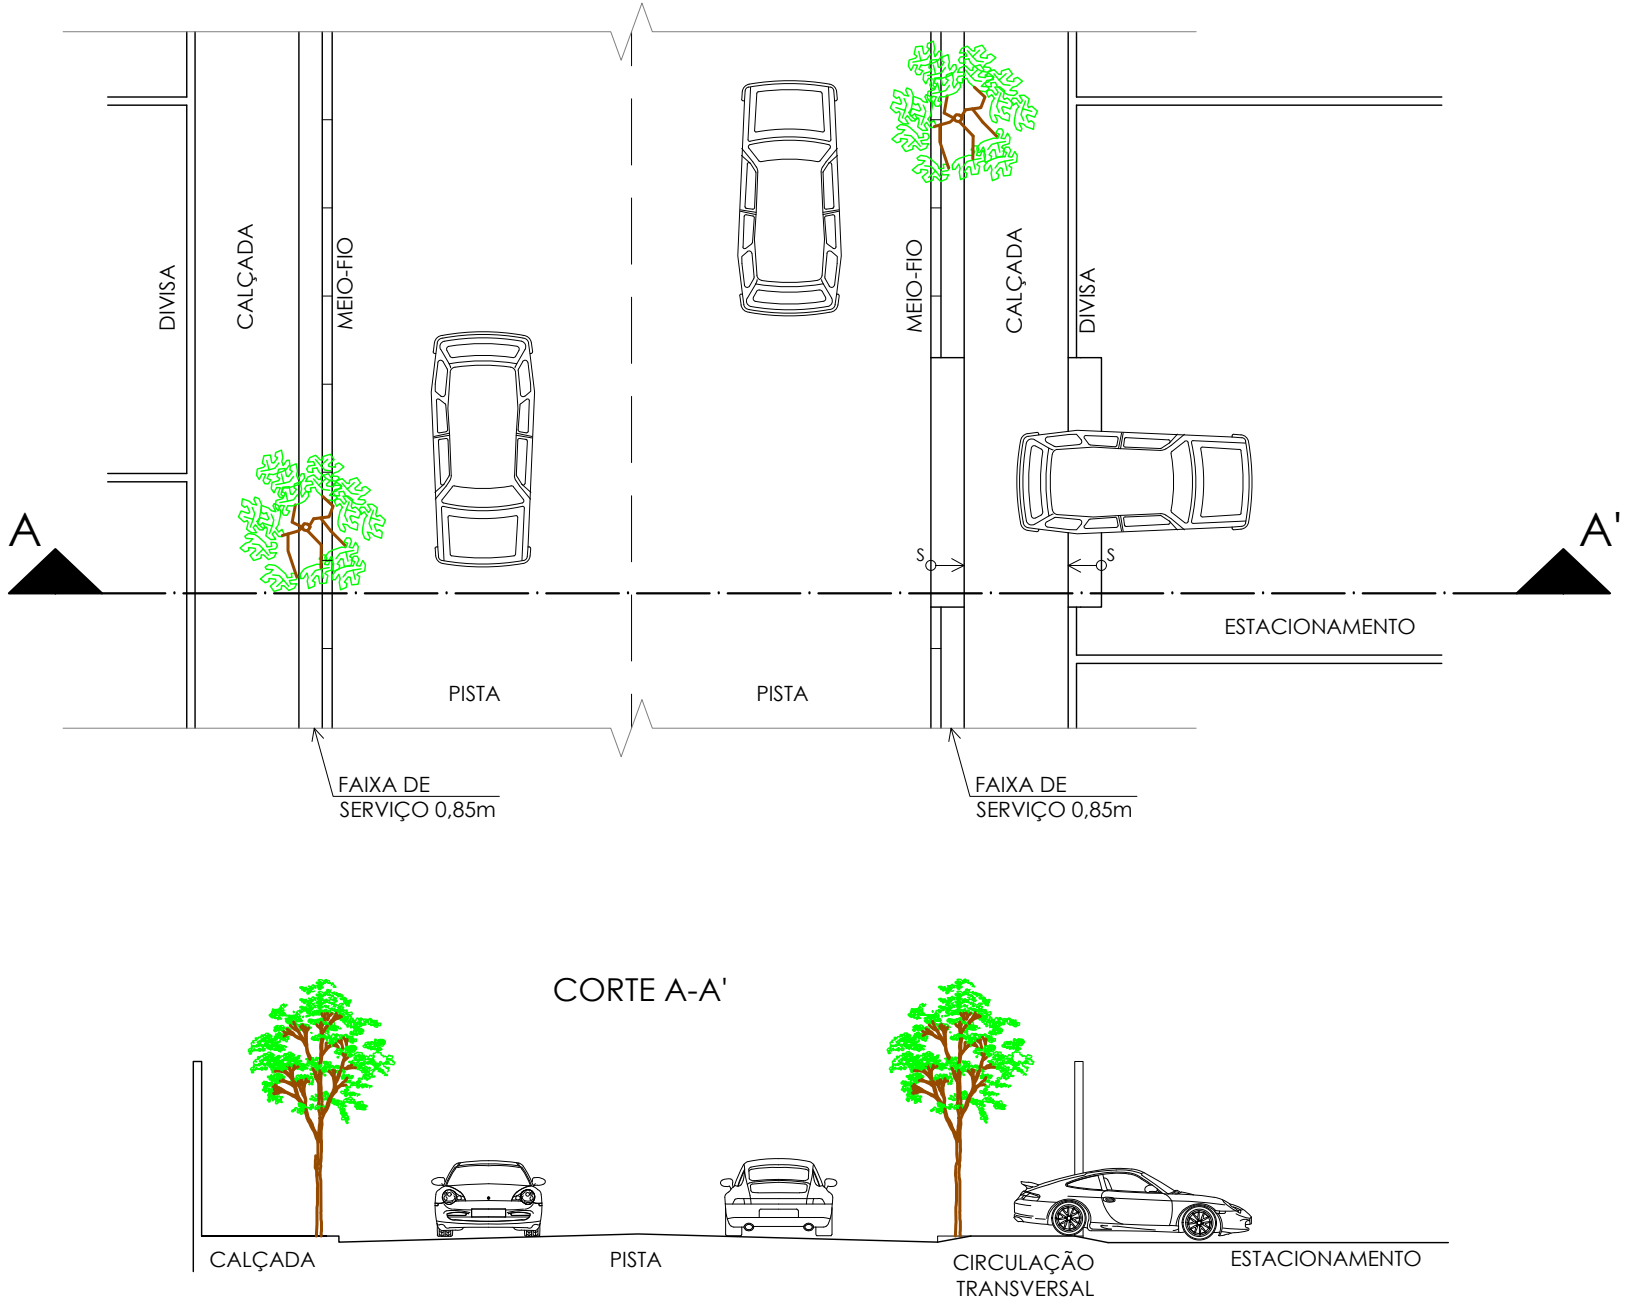 DIVISA
CALÇADA
MEIO-FIO
MEIO-FIO
CALÇADA
DIVISA
A
A'
S
S
ESTACIONAMENTO
PISTA
PISTA
FAIXA DE
SERVIÇO 0,85m
FAIXA DE
SERVIÇO 0,85m
CORTE A-A'
CALÇADA
PISTA
CIRCULAÇÃO
TRANSVERSAL
ESTACIONAMENTO